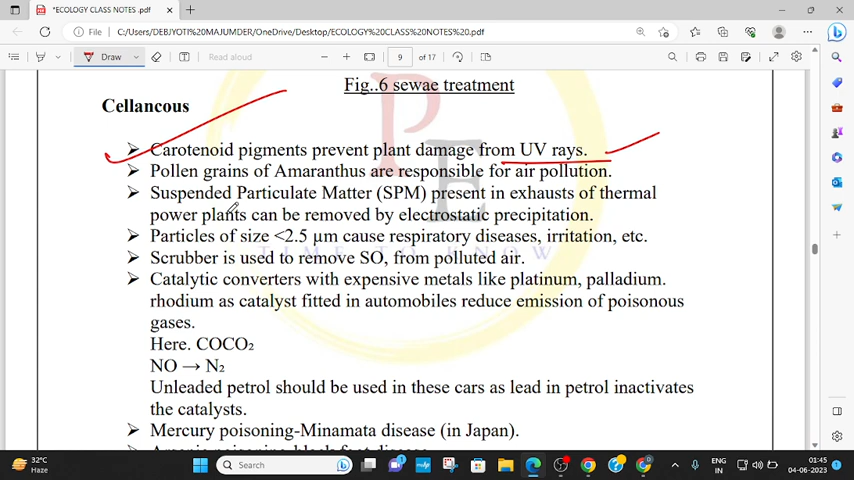 *ECOLOGY CLASS NOTES .pdf
File
C:/Users/DEBJYOTI MAJUMDER/OneDrive/Desktop/ECOLOGY%20CLASS%20NOTES%20.pdf
Draw
Read aloud
9
of 17
Fig..6 sewae treatment
Cellancous
➢ Carotenoid pigments prevent plant damage from UV rays.
➢ Pollen grains of Amaranthus are responsible for air pollution.
➢ Suspended Particulate Matter (SPM) present in exhausts of thermal
power plants can be removed by electrostatic precipitation.
➢ Particles of size <2.5 µm cause respiratory diseases, irritation, etc.
➢ Scrubber is used to remove SO, from polluted air.
➢ Catalytic converters with expensive metals like platinum, palladium.
rhodium as catalyst fitted in automobiles reduce emission of poisonous
gases.
Here. COCO₂
NO → N₂
Unleaded petrol should be used in these cars as lead in petrol inactivates
the catalysts.
➢ Mercury poisoning-Minamata disease (in Japan).
PE
32°C
Haze
Search
ENG
IN
01:45
04-06-2023